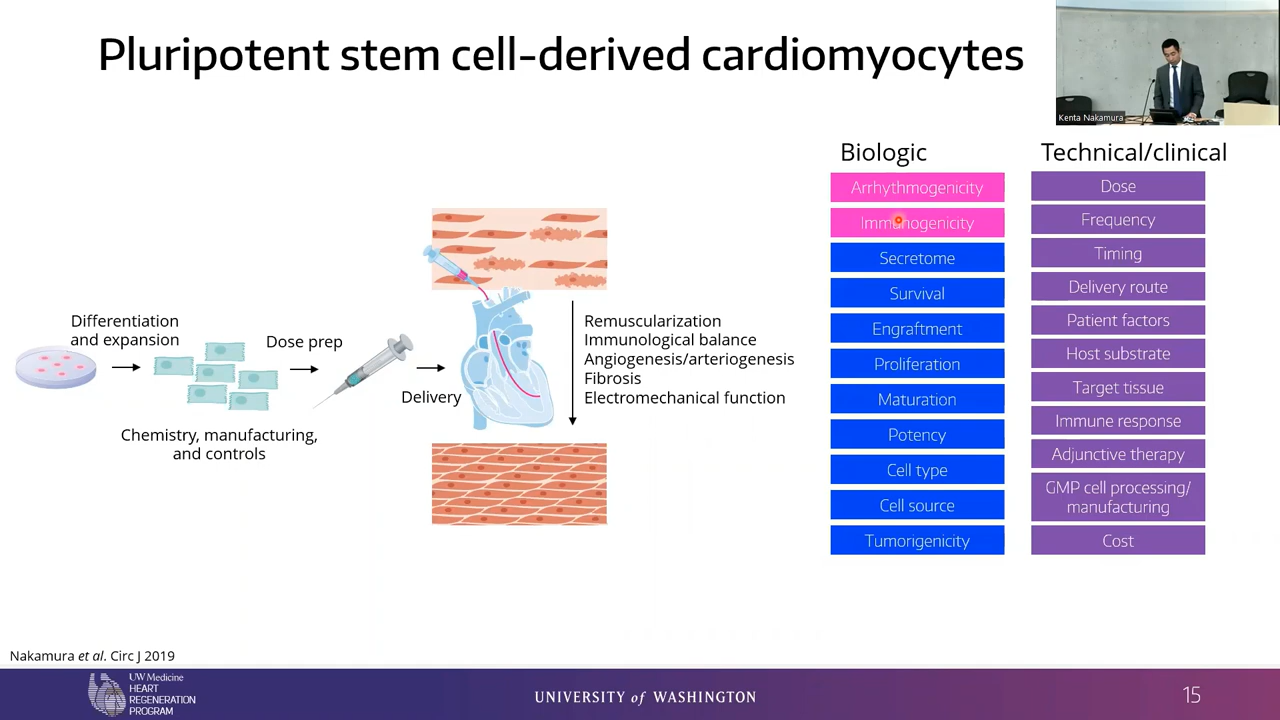 Pluripotent stem cell-derived cardiomyocytes
Kenta Nakamura
Differentiation
and expansion
Dose prep
Chemistry, manufacturing,
and controls
Delivery
Remuscularization
Immunological balance
Angiogenesis/arteriogenesis
Fibrosis
Electromechanical function
Biologic
Arrhythmogenicity
Immunogenicity
Secretome
Survival
Engraftment
Proliferation
Maturation
Potency
Cell type
Cell source
Tumorigenicity
Technical/clinical
Dose
Frequency
Timing
Delivery route
Patient factors
Host substrate
Target tissue
Immune response
Adjunctive therapy
GMP cell processing/
manufacturing
Cost
Nakamura et al. Circ J 2019
UW Medicine
HEART
REGENERATION
PROGRAM
UNIVERSITY of WASHINGTON
15